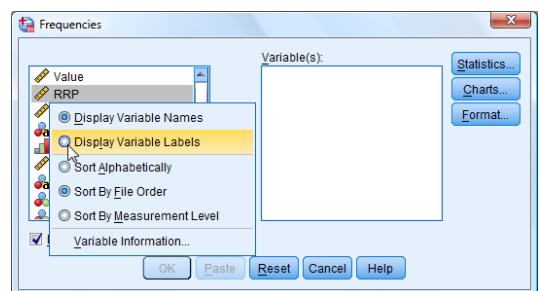 Frequencies
Variable(s):
Value
RRP
Display Variable Names
Display Variable Labels
Sort Alphabetically
Sort By File Order
Sort By Measurement Level
Variable Information...
Statistics...
Charts...
Format...
OK
Paste
Reset
Cancel
Help